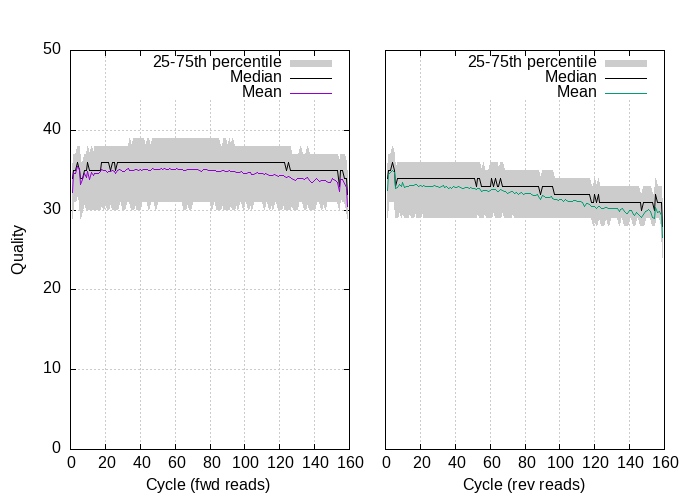 25-75th percentile
Median
Mean
50
40
30
20
10
0
Quality
0 20 40 60 80 100 120 140 160
Cycle (fwd reads)
25-75th percentile
Median
Mean
0 20 40 60 80 100 120 140 160
Cycle (rev reads)